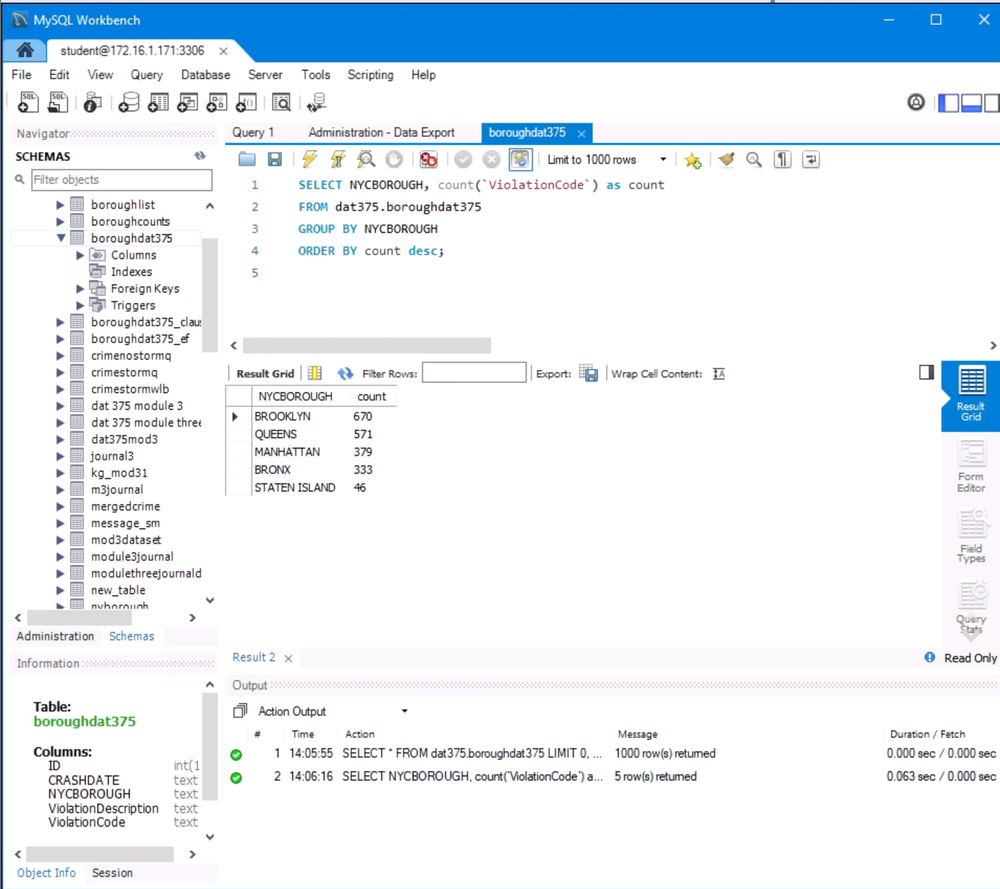 MySQL Workbench
student@172.16.1.171:3306
File Edit View Query Database Server Tools Scripting Help
Navigator
SCHEMAS
Filter objects
boroughlist
boroughcounts
boroughdat375
Columns
Indexes
Foreign Keys
Triggers
boroughdat375_clau
boroughdat375_ef
crimenostormq
crimestormq
crimestormwlb
dat 375 module 3
dat 375 module three
dat375mod3
journal3
kg_mod31
m3journal
mergedcrime
message_sm
mod3dataset
module3journal
modulethreejournald
new_table
nyborough
Administration Schemas
Information
Table:
boroughdat375
Columns:
ID int(1
CRASHDATE text
NYCBOROUGH text
ViolationDescription text
ViolationCode text
Object Info Session
Query 1 Administration - Data Export boroughdat375
Limit to 1000 rows
1 SELECT NYCBOROUGH, count(`ViolationCode`) as count
2 FROM dat375.boroughdat375
3 GROUP BY NYCBOROUGH
4 ORDER BY count desc;
5
Result Grid Filter Rows: Export: Wrap Cell Content:
NYCBOROUGH count
BROOKLYN 670
QUEENS 571
MANHATTAN 379
BRONX 333
STATEN ISLAND 46
Result
Grid
Form
Editor
Field
Types
Query
Stats
Result 2 Read Only
Output
Action Output
# Time Action Message Duration / Fetch
1 14:05:55 SELECT * FROM dat375.boroughdat375 LIMIT 0, ... 1000 row(s) returned 0.000 sec / 0.000 sec
2 14:06:16 SELECT NYCBOROUGH, count(`ViolationCode`) a... 5 row(s) returned 0.063 sec / 0.000 sec